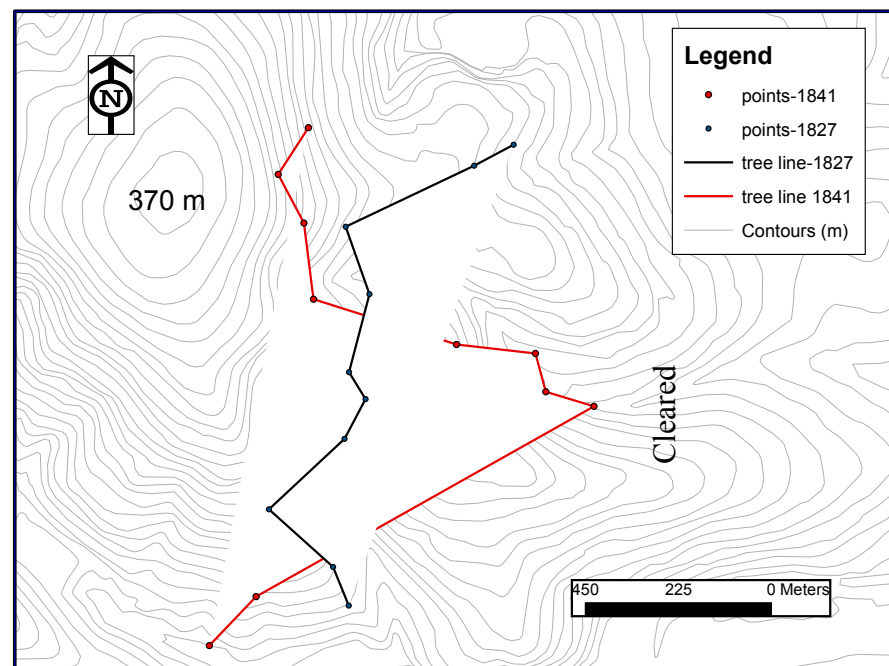 N
370 m
Legend
points-1841
points-1827
tree line-1827
tree line 1841
Contours (m)
Cleared
450 225 0 Meters